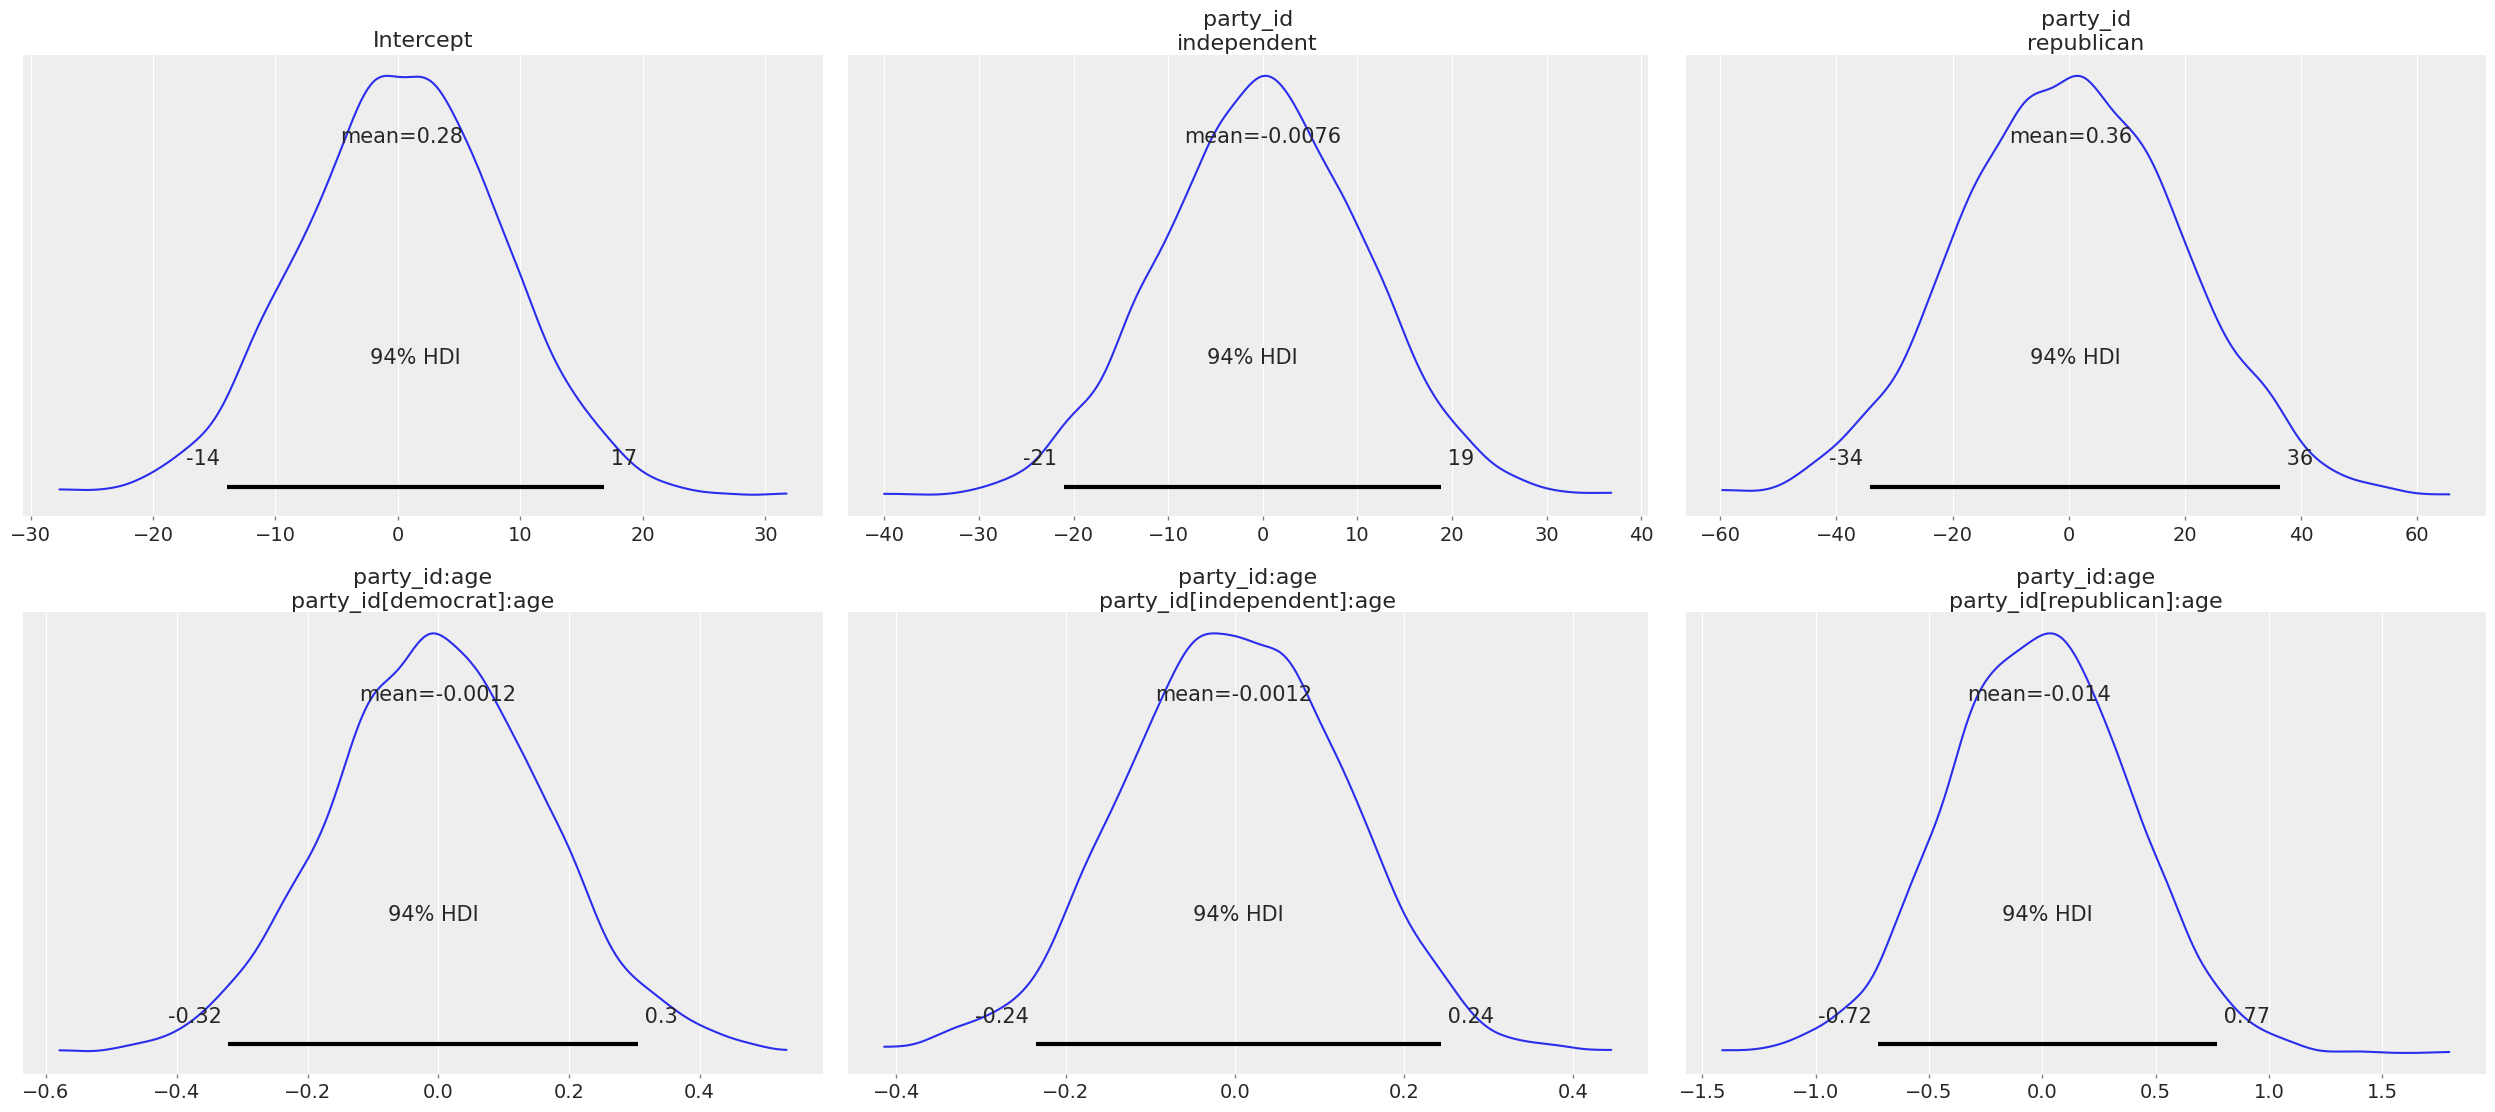 Intercept
mean=0.28
94% HDI
-14 17
−30 −20 −10 0 10 20 30
party_id
independent
mean=-0.0076
94% HDI
-21 19
−40 −30 −20 −10 0 10 20 30 40
party_id
republican
mean=0.36
94% HDI
-34 36
−60 −40 −20 0 20 40 60
party_id:age
party_id[democrat]:age
mean=-0.0012
94% HDI
-0.32 0.3
−0.6 −0.4 −0.2 0.0 0.2 0.4
party_id:age
party_id[independent]:age
mean=-0.0012
94% HDI
-0.24 0.24
−0.4 −0.2 0.0 0.2 0.4
party_id:age
party_id[republican]:age
mean=-0.014
94% HDI
-0.72 0.77
−1.5 −1.0 −0.5 0.0 0.5 1.0 1.5